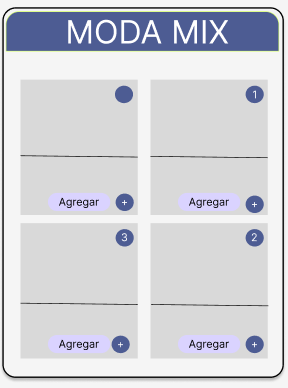 MODA MIX
1
Agregar +
Agregar +
3
2
Agregar +
Agregar +